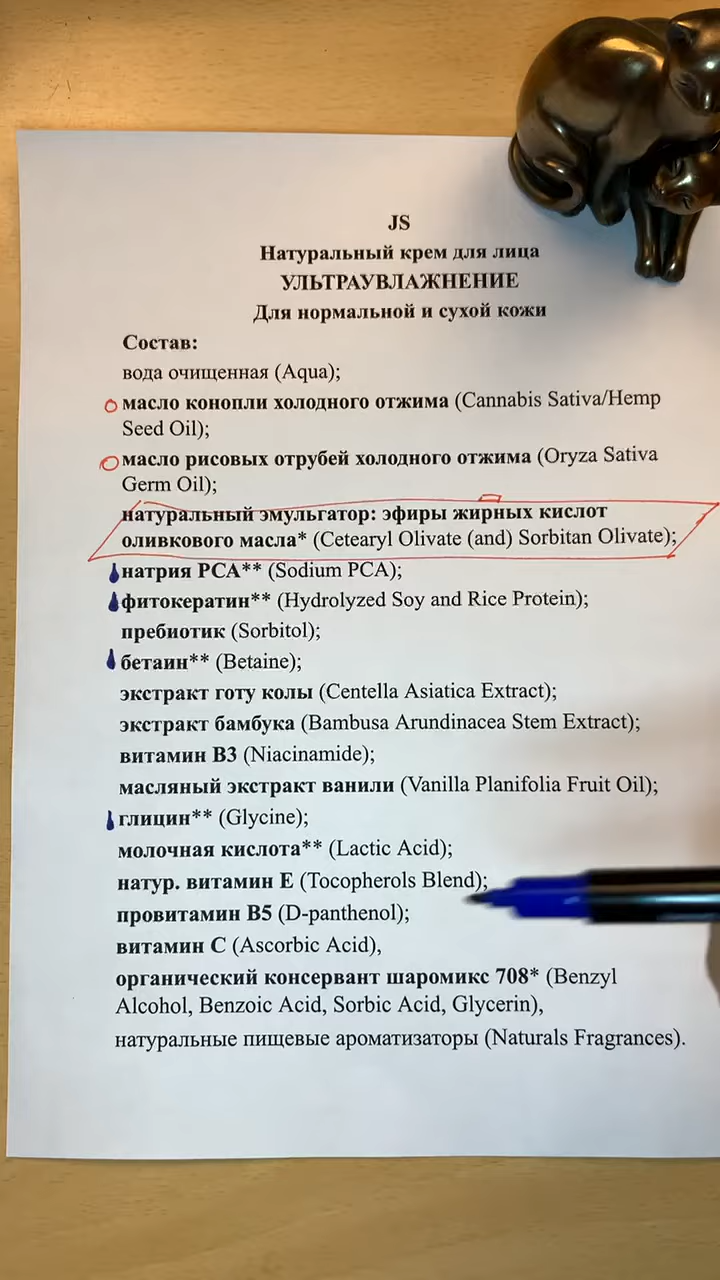 JS
Натуральный крем для лица
УЛЬТРАУВЛАЖНЕНИЕ
Для нормальной и сухой кожи
Состав:
вода очищенная (Aqua);
масло конопли холодного отжима (Cannabis Sativa/Hemp
Seed Oil);
масло рисовых отрубей холодного отжима (Oryza Sativa
Germ Oil);
натуральный эмульгатор: эфиры жирных кислот
оливкового масла* (Cetearyl Olivate (and) Sorbitan Olivate);
натрия PCA** (Sodium PCA);
фитокератин** (Hydrolyzed Soy and Rice Protein);
пребиотик (Sorbitol);
бетаин** (Betaine);
экстракт готу колы (Centella Asiatica Extract);
экстракт бамбука (Bambusa Arundinacea Stem Extract);
витамин B3 (Niacinamide);
масляный экстракт ванили (Vanilla Planifolia Fruit Oil);
глицин** (Glycine);
молочная кислота** (Lactic Acid);
натур. витамин Е (Tocopherols Blend);
провитамин B5 (D-panthenol);
витамин С (Ascorbic Acid),
органический консервант шаромикс 708* (Benzyl
Alcohol, Benzoic Acid, Sorbic Acid, Glycerin),
натуральные пищевые ароматизаторы (Naturals Fragrances).